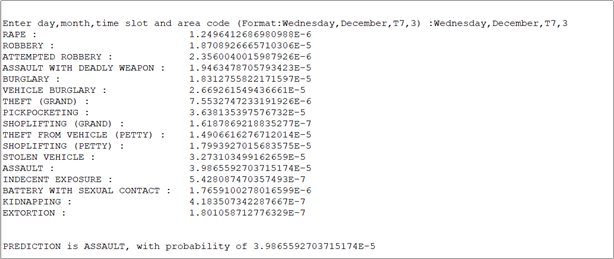 Enter day,month,time slot and area code (Format:Wednesday,December,T7,3) :Wednesday,December,T7,3
RAPE : 1.2496412686980988E-6
ROBBERY : 1.8708926665710306E-5
ATTEMPTED ROBBERY : 2.3560040015987926E-6
ASSAULT WITH DEADLY WEAPON : 1.9463478705793423E-5
BURGLARY : 1.8312755822171597E-5
VEHICLE BURGLARY : 2.669261549436661E-5
THEFT (GRAND) : 7.5532747233191926E-6
PICKPOCKETING : 3.638135397576732E-5
SHOPLIFTING (GRAND) : 1.6187869218835277E-7
THEFT FROM VEHICLE (PETTY) : 1.4906616276712014E-5
SHOPLIFTING (PETTY) : 1.7993927015683575E-5
STOLEN VEHICLE : 3.273103499162659E-5
ASSAULT : 3.9865592703715174E-5
INDECENT EXPOSURE : 5.428087470357493E-7
BATTERY WITH SEXUAL CONTACT : 1.7659100278016599E-6
KIDNAPPING : 4.183507342287667E-7
EXTORTION : 1.801058712776329E-7
PREDICTION is ASSAULT, with probability of 3.9865592703715174E-5